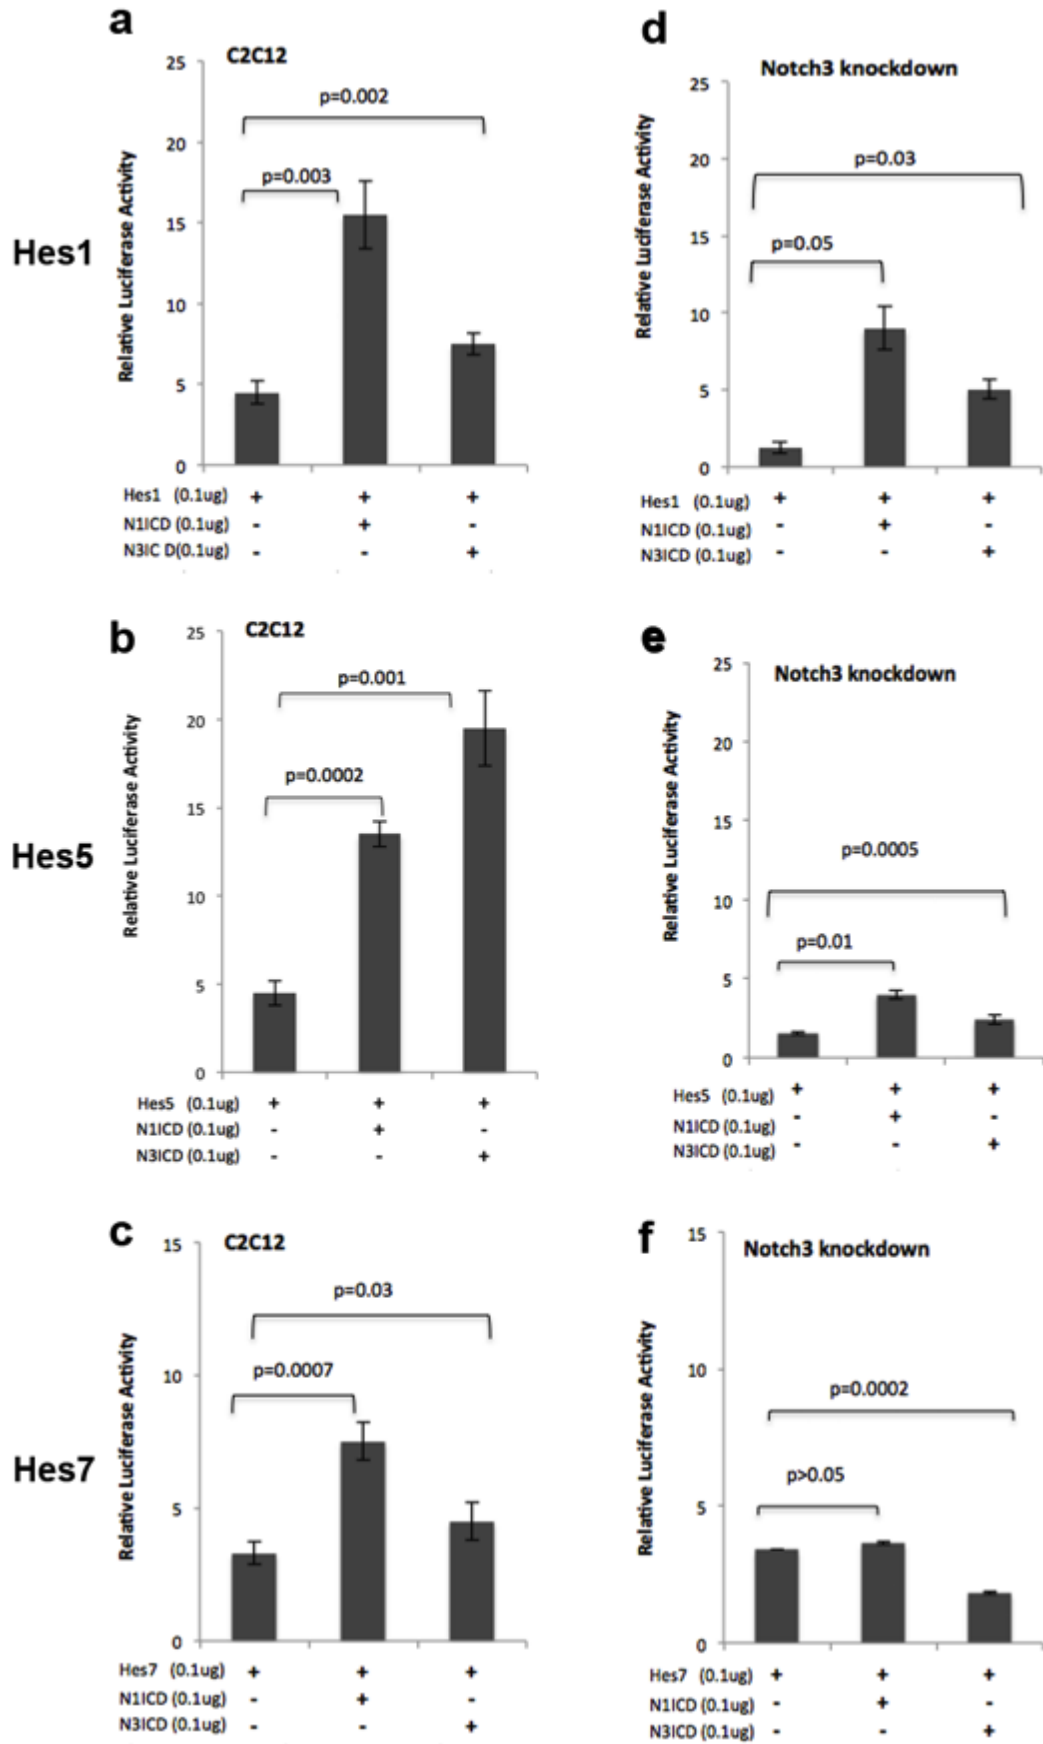 a
C2C12
25
20
15
10
5
0
Relative Luciferase Activity
p=0.002
p=0.003
Hes1 (0.1ug) + + +
N1ICD (0.1ug) - + -
N3IC D(0.1ug) - - +
Hes1
d
Notch3 knockdown
25
20
15
10
5
0
Relative Luciferase Activity
p=0.03
p=0.05
Hes1 (0.1ug) + + +
N1ICD (0.1ug) - + -
N3ICD (0.1ug) - - +
b
C2C12
25
20
15
10
5
0
Relative Luciferase Activity
p=0.001
p=0.0002
Hes5 (0.1ug) + + +
N1ICD (0.1ug) - + -
N3ICD (0.1ug) - - +
Hes5
e
Notch3 knockdown
25
20
15
10
5
0
Relative Luciferase Activity
p=0.0005
p=0.01
Hes5 (0.1ug) + + +
N1ICD (0.1ug) - + -
N3ICD (0.1ug) - - +
c
C2C12
15
10
5
0
Relative Luciferase Activity
p=0.03
p=0.0007
Hes7 (0.1ug) + + +
N1ICD (0.1ug) - + -
N3ICD (0.1ug) - - +
Hes7
f
Notch3 knockdown
15
10
5
0
Relative Luciferase Activity
p=0.0002
p>0.05
Hes7 (0.1ug) + + +
N1ICD (0.1ug) - + -
N3ICD (0.1ug) - - +